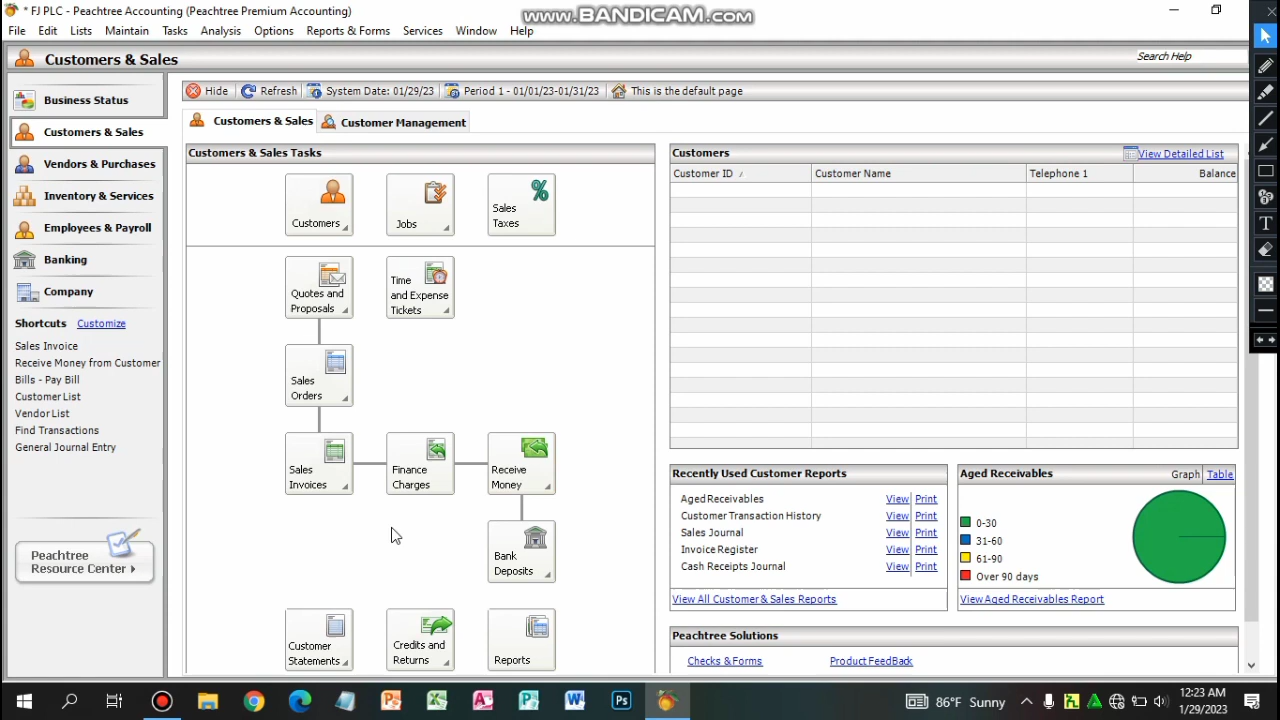 * FJ PLC - Peachtree Accounting (Peachtree Premium Accounting)
www.BANDICAM.com
File Edit Lists Maintain Tasks Analysis Options Reports & Forms Services Window Help
Customers & Sales
Search Help
Business Status
Customers & Sales
Vendors & Purchases
Inventory & Services
Employees & Payroll
Banking
Company
Shortcuts Customize
Sales Invoice
Receive Money from Customer
Bills - Pay Bill
Customer List
Vendor List
Find Transactions
General Journal Entry
Peachtree
Resource Center
Hide Refresh System Date: 01/29/23 Period 1 - 01/01/23-01/31/23 This is the default page
Customers & Sales Customer Management
Customers & Sales Tasks
Customers
Jobs
Sales
Taxes
%
Quotes and
Proposals
Time
and Expense
Tickets
Sales
Orders
Sales
Invoices
Finance
Charges
Receive
Money
Bank
Deposits
Customer
Statements
Credits and
Returns
Reports
Customers View Detailed List
Customer ID Customer Name Telephone 1 Balance
Recently Used Customer Reports
Aged Receivables View Print
Customer Transaction History View Print
Sales Journal View Print
Invoice Register View Print
Cash Receipts Journal View Print
View All Customer & Sales Reports
Aged Receivables Graph Table
0-30
31-60
61-90
Over 90 days
View Aged Receivables Report
Peachtree Solutions
Checks & Forms Product FeedBack
T
86°F Sunny
12:23 AM
1/29/2023